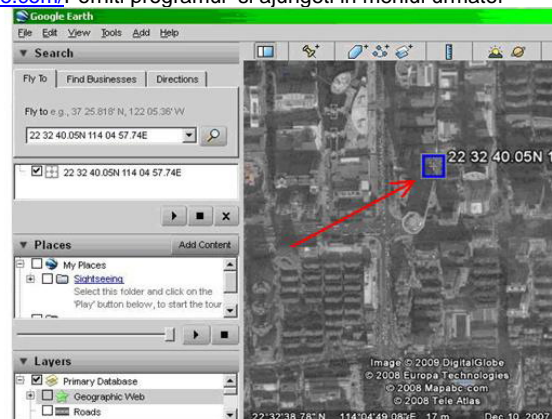 e.com/Porniti programul si ajungeti in meniul urmator
Google Earth
File Edit View Tools Add Help
Search
Fly To Find Businesses Directions
Fly to e.g., 37 25.818' N, 122 05.36' W
22 32 40.05N 114 04 57.74E
22 32 40.05N 114 04 57.74E
Places Add Content
My Places
Sightseeing
Select this folder and click on the
'Play' button below, to start the tour
Layers
Primary Database
Geographic Web
Roads
22 32 40.05N 1
Image © 2009 DigitalGlobe
© 2008 Europa Technologies
© 2008 Mapabc.com
© 2008 Tele Atlas
22°32'38.78" N 114°04'49.08"E 17 m Dec 10, 2007